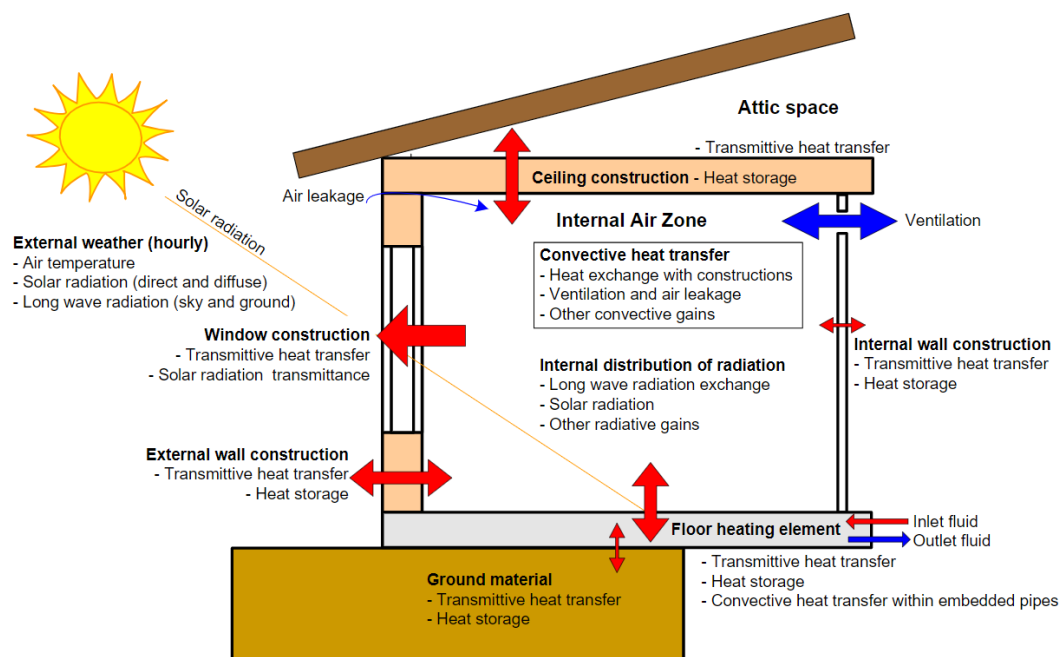 Attic space
- Transmittive heat transfer
Ceiling construction - Heat storage
Air leakage
Solar radiation
Internal Air Zone
Ventilation
External weather (hourly)
- Air temperature
- Solar radiation (direct and diffuse)
- Long wave radiation (sky and ground)
Convective heat transfer
- Heat exchange with constructions
- Ventilation and air leakage
- Other convective gains
Window construction
- Transmittive heat transfer
- Solar radiation  transmittance
Internal wall construction
- Transmittive heat transfer
- Heat storage
Internal distribution of radiation
- Long wave radiation exchange
- Solar radiation
- Other radiative gains
External wall construction
- Transmittive heat transfer
- Heat storage
Floor heating element
Inlet fluid
Outlet fluid
- Transmittive heat transfer
- Heat storage
- Convective heat transfer within embedded pipes
Ground material
- Transmittive heat transfer
- Heat storage